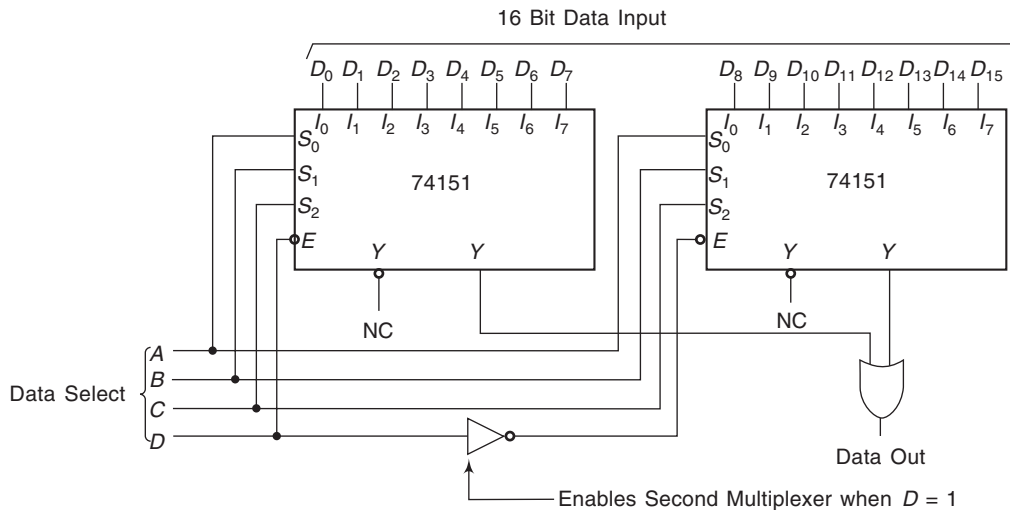 16 Bit Data Input
D₀ D₁ D₂ D₃ D₄ D₅ D₆ D₇ D₈ D₉ D₁₀ D₁₁ D₁₂ D₁₃ D₁₄ D₁₅
I₀ I₁ I₂ I₃ I₄ I₅ I₆ I₇ I₀ I₁ I₂ I₃ I₄ I₅ I₆ I₇
S₀ S₀
S₁ 74151 S₁ 74151
S₂ S₂
E Y Y E Y Y
NC NC
A
B
Data Select
C
D
Data Out
Enables Second Multiplexer when D = 1